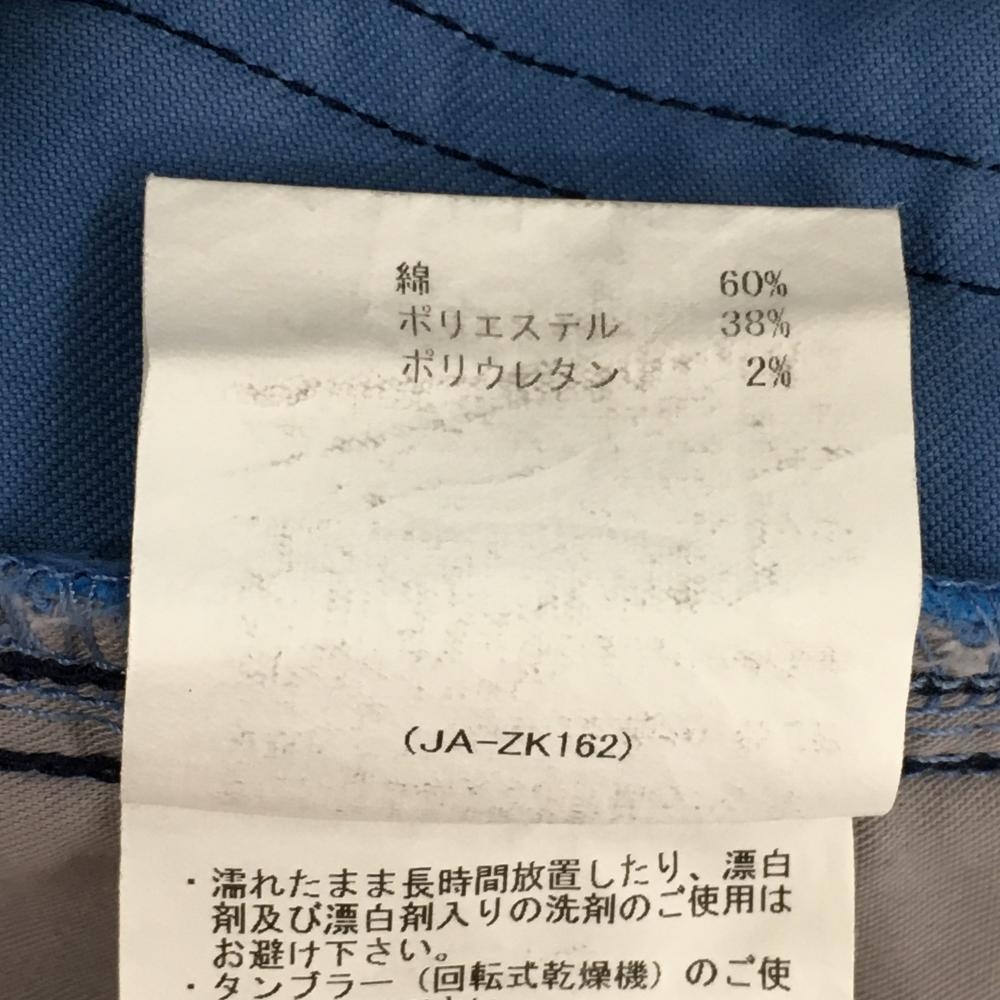 綿 60%
ポリエステル 38%
ポリウレタン 2%
(JA-ZK162)
・濡れたまま長時間放置したり、漂白
剤及び漂白剤入りの洗剤のご使用は
お避け下さい。
・タンブラー（回転式乾燥機）のご使